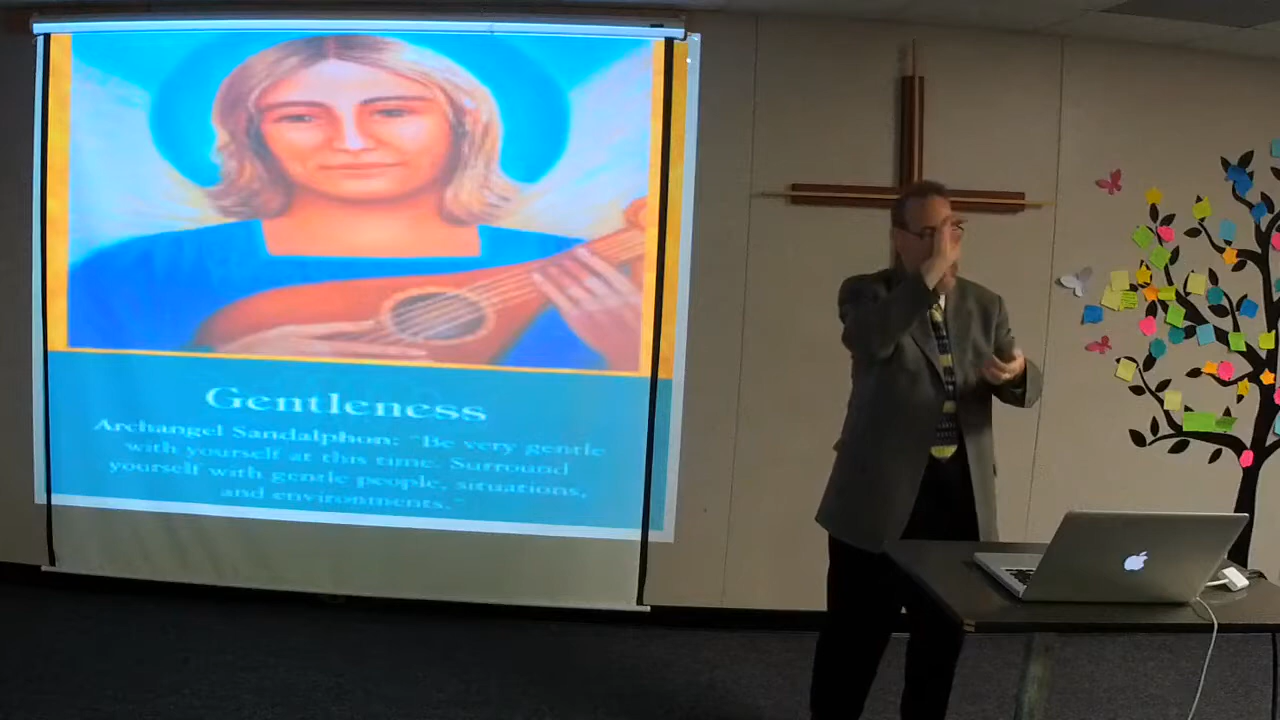 Gentleness
Archangel Sandalphon: "Be very gentle
with yourself at this time. Surround
yourself with gentle people, situations,
and environments."